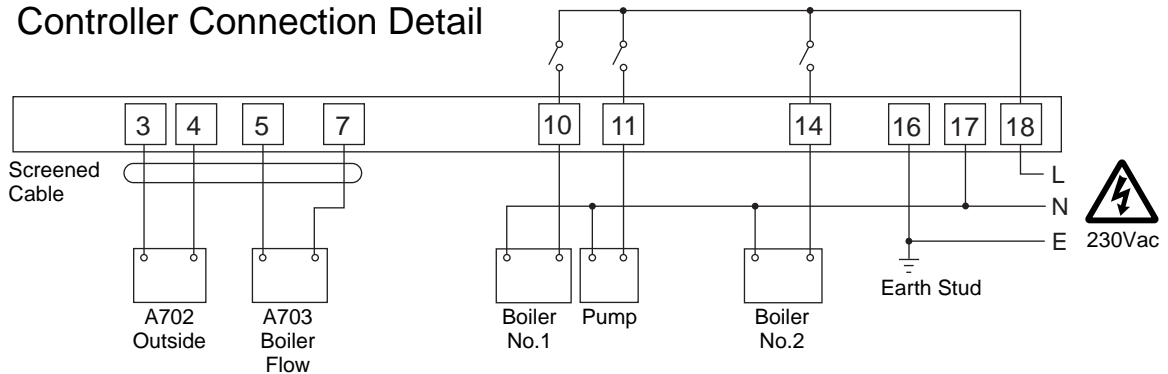 Controller Connection Detail
3 4 5 7 10 11 14 16 17 18
Screened
Cable
L
N
E
230Vac
Earth Stud
A702
Outside
A703
Boiler
Flow
Boiler
No.1
Pump
Boiler
No.2